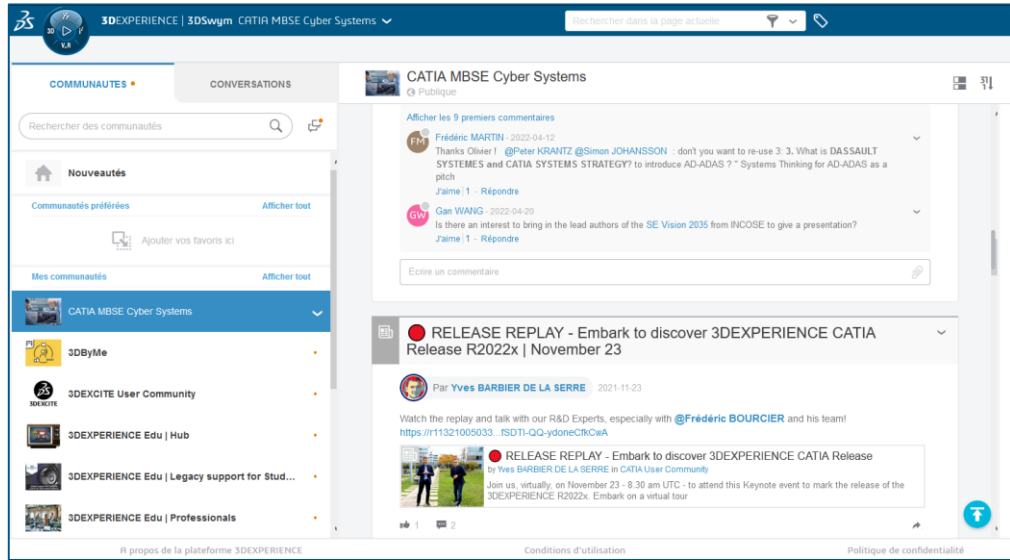 3DEXPERIENCE | 3DSwym CATIA MBSE Cyber Systems
Rechercher dans la page actuelle
3D
V.R
COMMUNAUTES
CONVERSATIONS
Rechercher des communautés
Nouveautés
Communautés préférées
Afficher tout
Ajouter vos favoris ici
Mes communautés
Afficher tout
CATIA MBSE Cyber Systems
3DByMe
3DEXCITE
3DEXCITE User Community
3DEXPERIENCE Edu | Hub
3DEXPERIENCE Edu | Legacy support for Stud...
3DEXPERIENCE Edu | Professionals
CATIA MBSE Cyber Systems
Publique
Afficher les 9 premiers commentaires
FM
Frédéric MARTIN - 2022-04-12
Thanks Olivier ! @Peter KRANTZ @Simon JOHANSSON : don't you want to re-use 3: 3. What is DASSAULT
SYSTEMES and CATIA SYSTEMS STRATEGY? to introduce AD-ADAS ? " Systems Thinking for AD-ADAS as a
pitch
J'aime | 1 - Répondre
GW
Gan WANG - 2022-04-20
Is there an interest to bring in the lead authors of the SE Vision 2035 from INCOSE to give a presentation?
J'aime | 1 - Répondre
Ecrire un commentaire
RELEASE REPLAY - Embark to discover 3DEXPERIENCE CATIA
Release R2022x | November 23
Par Yves BARBIER DE LA SERRE 2021-11-23
Watch the replay and talk with our R&D Experts, especially with @Frédéric BOURCIER and his team!
https://r11321005033...fSDTI-QQ-ydoneCfkCwA
RELEASE REPLAY - Embark to discover 3DEXPERIENCE CATIA Release
by Yves BARBIER DE LA SERRE in CATIA User Community
Join us, virtually, on November 23 - 8.30 am UTC - to attend this Keynote event to mark the release of the
3DEXPERIENCE R2022x. Embark on a virtual tour
1
2
A propos de la plateforme 3DEXPERIENCE
Conditions d'utilisation
Politique de confidentialité